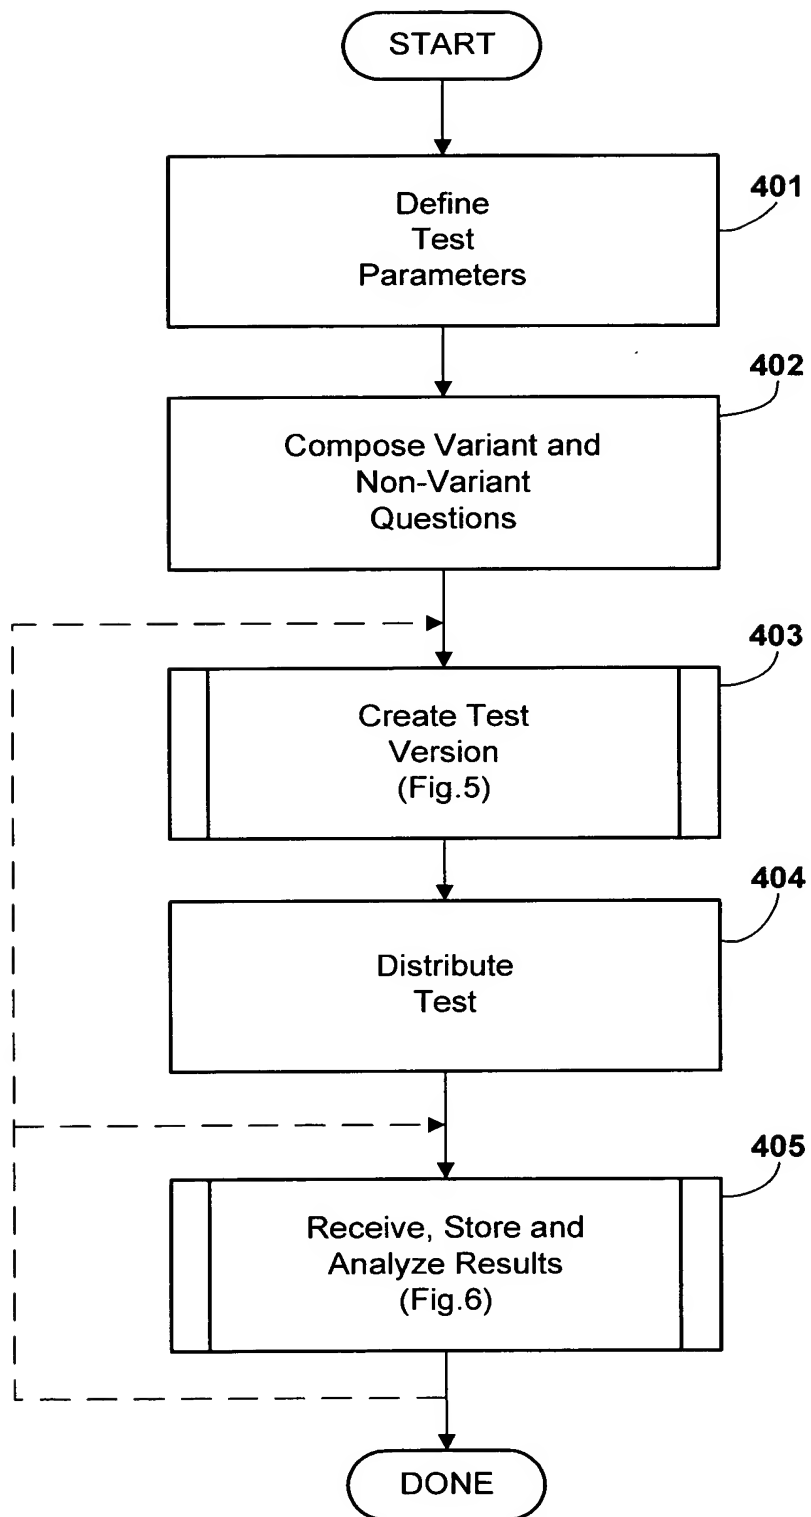 START
401
Define
Test
Parameters
402
Compose Variant and
Non-Variant
Questions
403
Create Test
Version
(Fig.5)
404
Distribute
Test
405
Receive, Store and
Analyze Results
(Fig.6)
DONE